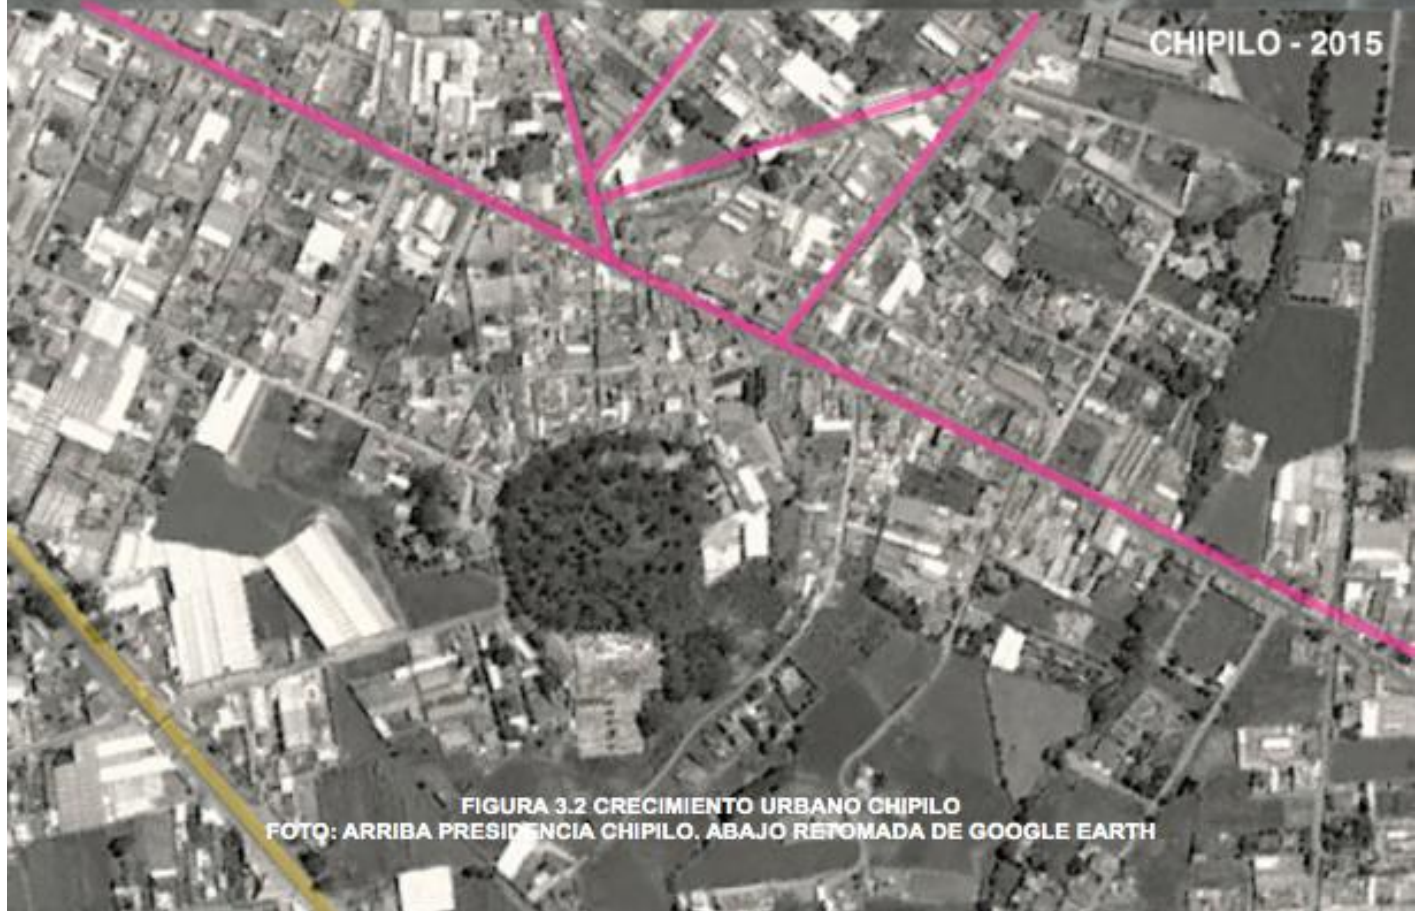 CHIPILO - 2015
FIGURA 3.2 CRECIMIENTO URBANO CHIPILO
FOTO: ARRIBA PRESIDENCIA CHIPILO. ABAJO RETOMADA DE GOOGLE EARTH